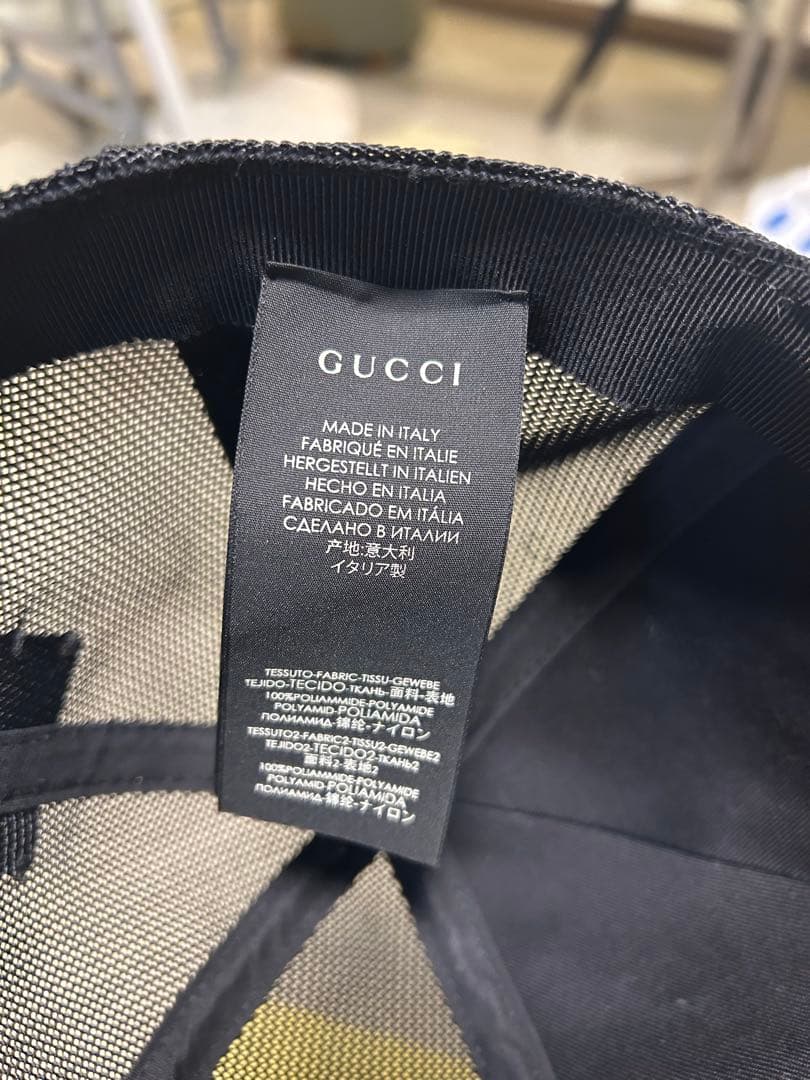 GUCCI
MADE IN ITALY
FABRIQUÉ EN ITALIE
HERGESTELLT IN ITALIEN
HECHO EN ITALIA
FABRICADO EM ITÁLIA
СДЕЛАНО В ИТАЛИИ
产地:意大利
イタリア製
TESSUTO-FABRIC-TISSU-GEWEBE
TEJIDO-TECIDO-ТКАНЬ-面料-表地
100%POLIAMMIDE-POLYAMIDE
POLYAMID-POLIAMIDA
ПОЛИАМИД-锦纶-ナイロン
TESSUTO2-FABRIC2-TISSU2-GEWEBE2
TEJIDO2-TECIDO2-ТКАНЬ2
面料2-表地2
100%POLIAMMIDE-POLYAMIDE
POLYAMID-POLIAMIDA
ПОЛИАМИД-锦纶-ナイロン